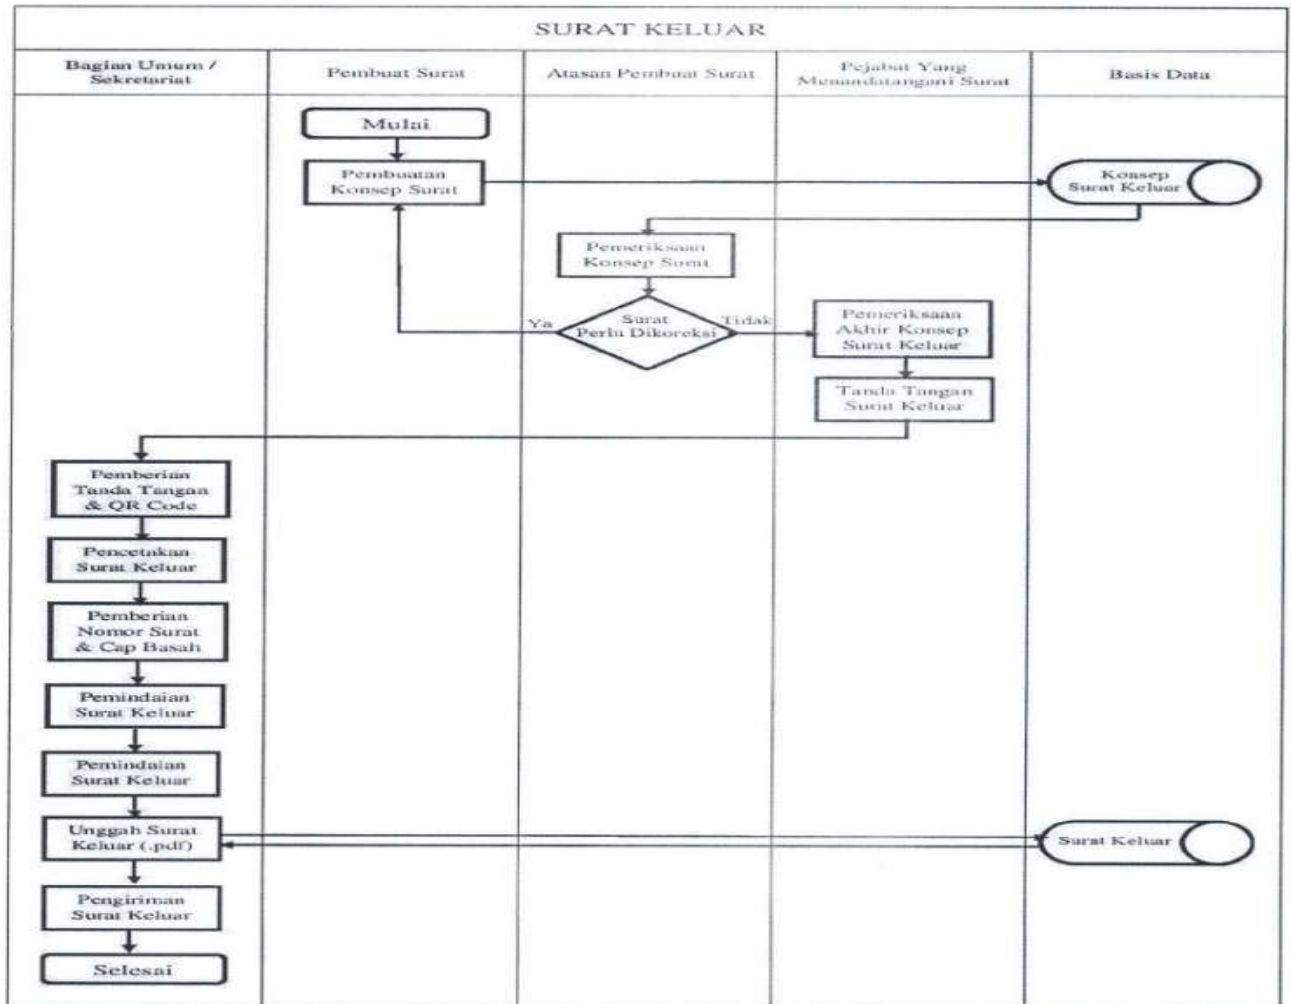 SURAT KELUAR
Bagian Umum /
Sekretariat
Pembuat Surat
Atasan Pembuat Surat
Pejabat Yang
Menandatangani Surat
Basis Data
Mulai
Pembuatan
Konsep Surat
Konsep
Surat Keluar
Pemeriksaan
Konsep Surat
Surat
Perlu Dikoreksi
Ya
Tidak
Pemeriksaan
Akhir Konsep
Surat Keluar
Tanda Tangan
Surat Keluar
Pemberian
Tanda Tangan
& QR Code
Pencetakan
Surat Keluar
Pemberian
Nomor Surat
& Cap Basah
Pemindaian
Surat Keluar
Pemindaian
Surat Keluar
Unggah Surat
Keluar (.pdf)
Surat Keluar
Pengiriman
Surat Keluar
Selesai